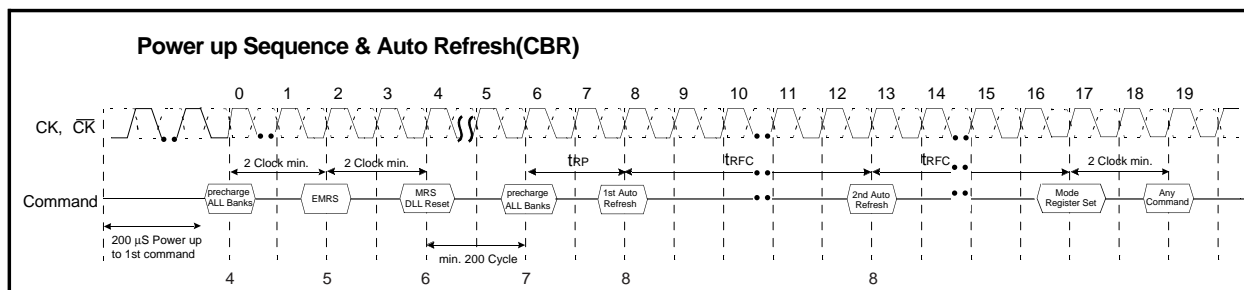 Power up Sequence & Auto Refresh(CBR)
0 1 2 3 4 5 6 7 8 9 10 11 12 13 14 15 16 17 18 19
CK, C̅K̅
2 Clock min. 2 Clock min. tRP tRFC tRFC 2 Clock min.
Command
precharge
ALL Banks
EMRS
MRS
DLL Reset
precharge
ALL Banks
1st Auto
Refresh
2nd Auto
Refresh
Mode
Register Set
Any
Command
200 μS Power up
to 1st command
min. 200 Cycle
4 5 6 7 8 8